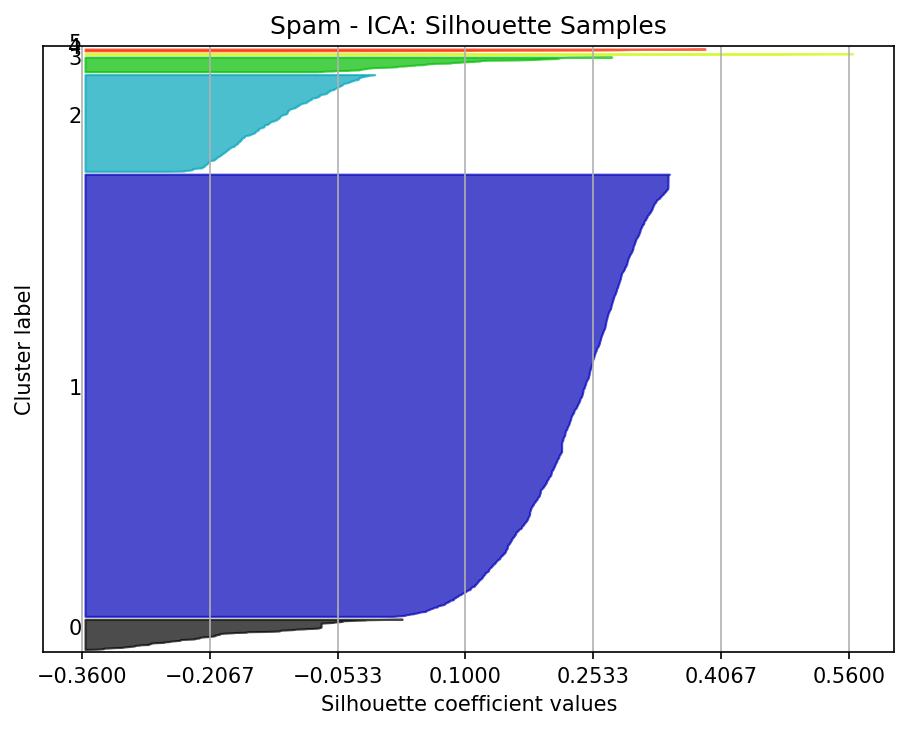 Spam - ICA: Silhouette Samples
5
4
3
2
1
0
Cluster label
−0.3600 −0.2067 −0.0533 0.1000 0.2533 0.4067 0.5600
Silhouette coefficient values